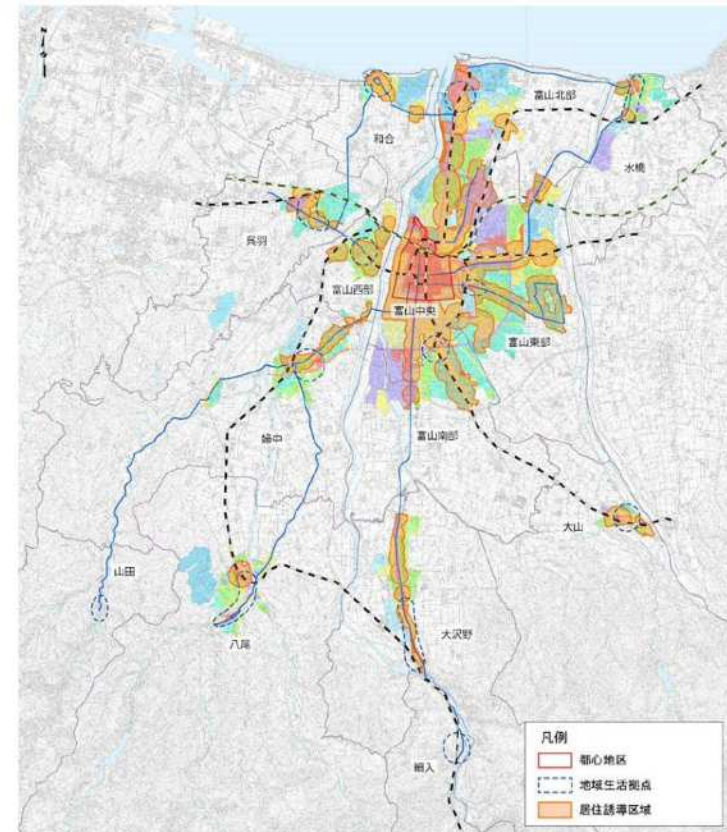 富山北部
和合
水橋
呉羽
富山西部
富山中央
富山東部
婦中
富山南部
大山
山田
八尾
大沢野
細入
凡例
都心地区
地域生活拠点
居住誘導区域